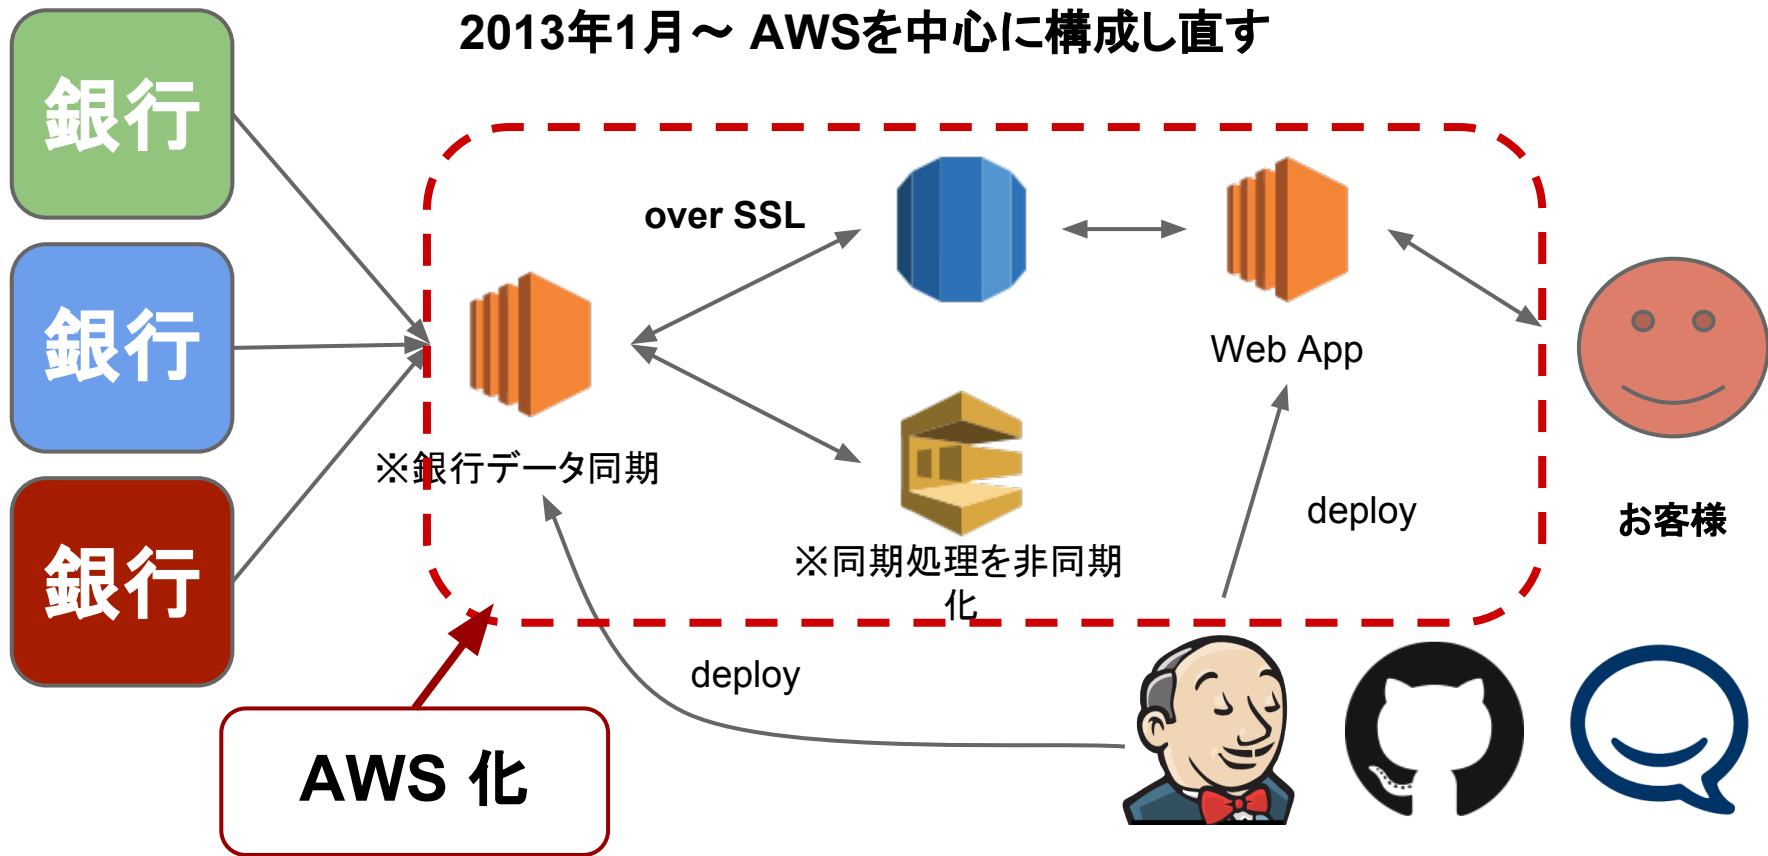 2013年1月～ AWSを中心に構成し直す
銀行
銀行
銀行
over SSL
Web App
※銀行データ同期
※同期処理を非同期
化
deploy
お客様
deploy
AWS 化